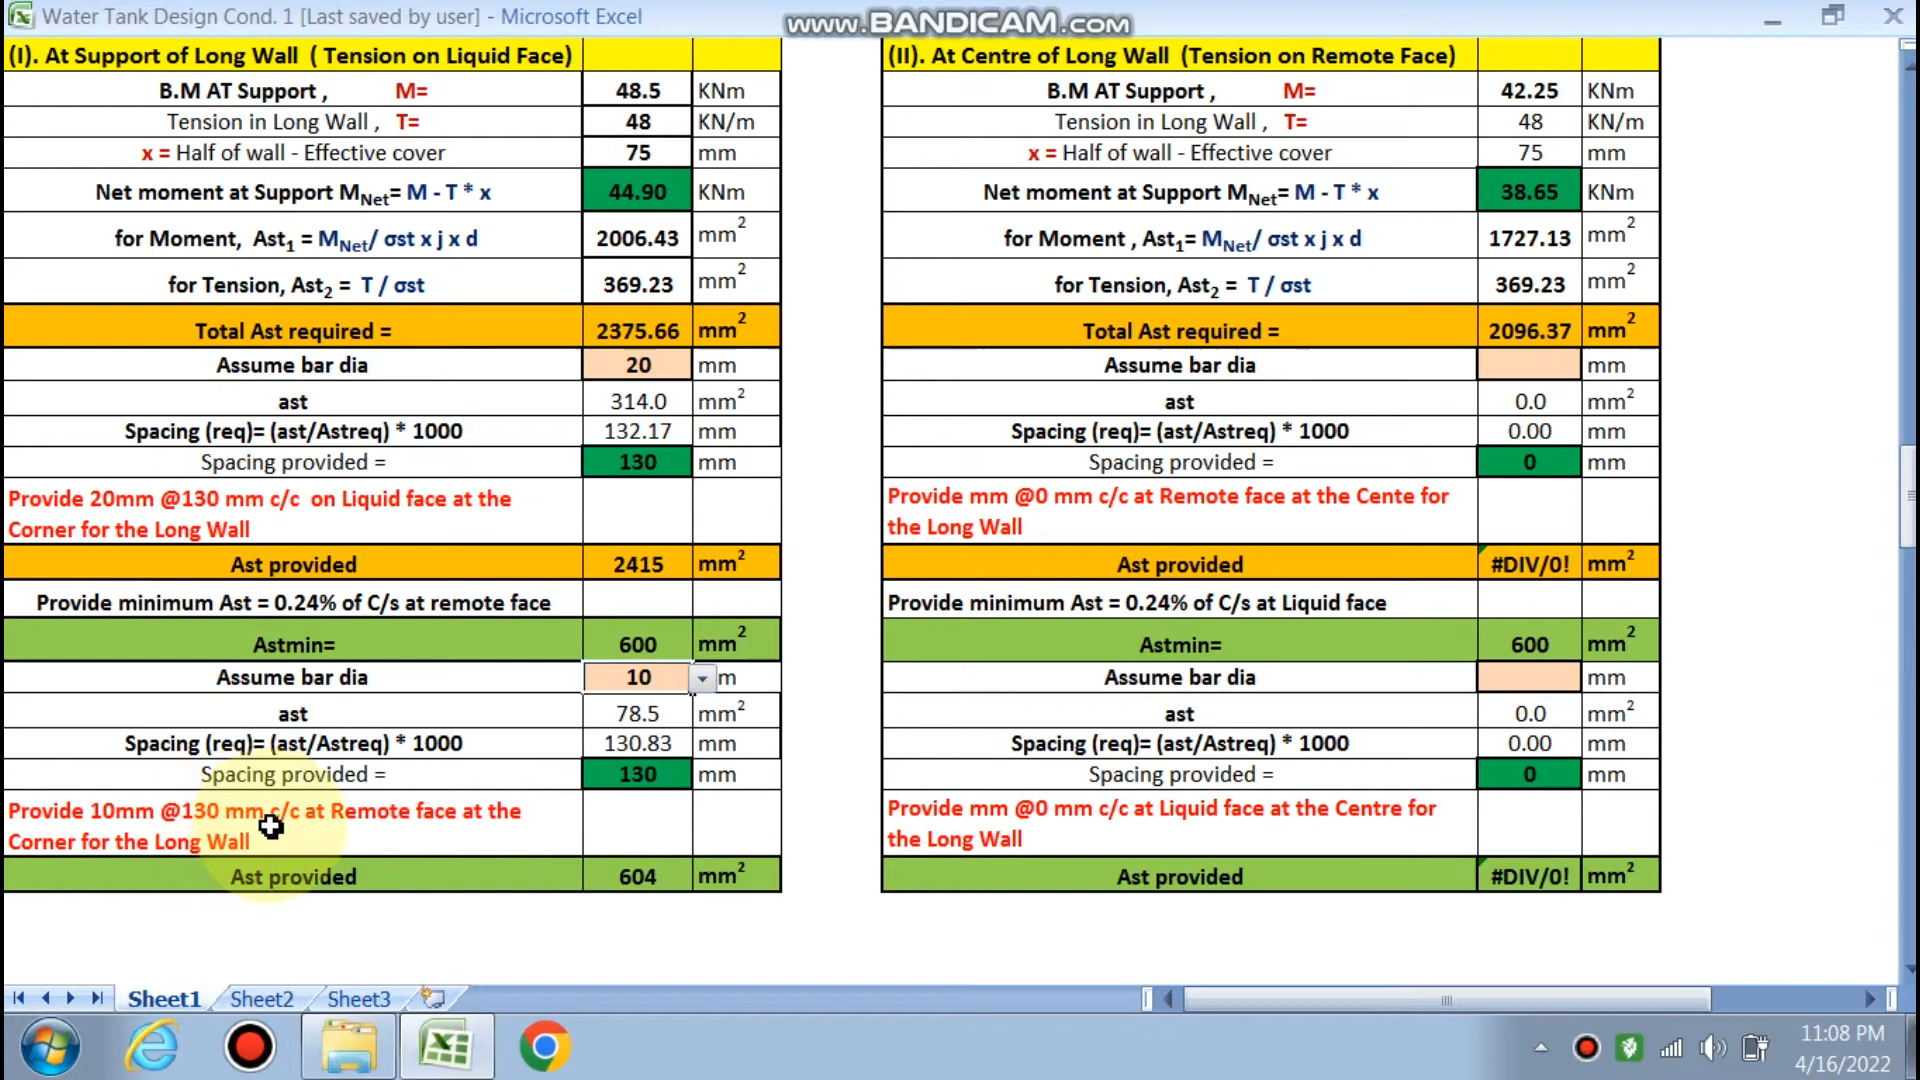 Water Tank Design Cond. 1 [Last saved by user] - Microsoft Excel
www.BANDICAM.com
(I). At Support of Long Wall ( Tension on Liquid Face)
B.M AT Support , M= 48.5 KNm
Tension in Long Wall , T= 48 KN/m
x = Half of wall - Effective cover 75 mm
Net moment at Support MNet= M - T * x 44.90 KNm
for Moment, Ast1 = MNet/ σst x j x d 2006.43 mm2
for Tension, Ast2 = T / σst 369.23 mm2
Total Ast required = 2375.66 mm2
Assume bar dia 20 mm
ast 314.0 mm2
Spacing (req)= (ast/Astreq) * 1000 132.17 mm
Spacing provided = 130 mm
Provide 20mm @130 mm c/c on Liquid face at the
Corner for the Long Wall
Ast provided 2415 mm2
Provide minimum Ast = 0.24% of C/s at remote face
Astmin= 600 mm2
Assume bar dia 10 m
ast 78.5 mm2
Spacing (req)= (ast/Astreq) * 1000 130.83 mm
Spacing provided = 130 mm
Provide 10mm @130 mm c/c at Remote face at the
Corner for the Long Wall
Ast provided 604 mm2
(II). At Centre of Long Wall (Tension on Remote Face)
B.M AT Support , M= 42.25 KNm
Tension in Long Wall , T= 48 KN/m
x = Half of wall - Effective cover 75 mm
Net moment at Support MNet= M - T * x 38.65 KNm
for Moment , Ast1= MNet/ σst x j x d 1727.13 mm2
for Tension, Ast2 = T / σst 369.23 mm2
Total Ast required = 2096.37 mm2
Assume bar dia mm
ast 0.0 mm2
Spacing (req)= (ast/Astreq) * 1000 0.00 mm
Spacing provided = 0 mm
Provide mm @0 mm c/c at Remote face at the Cente for
the Long Wall
Ast provided #DIV/0! mm2
Provide minimum Ast = 0.24% of C/s at Liquid face
Astmin= 600 mm2
Assume bar dia mm
ast 0.0 mm2
Spacing (req)= (ast/Astreq) * 1000 0.00 mm
Spacing provided = 0 mm
Provide mm @0 mm c/c at Liquid face at the Centre for
the Long Wall
Ast provided #DIV/0! mm2
Sheet1 Sheet2 Sheet3
11:08 PM
4/16/2022